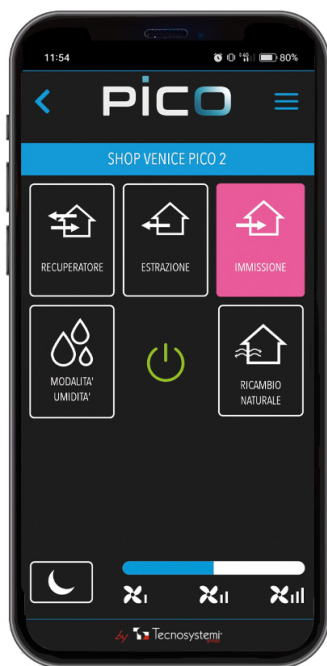 11:54
80%
PICO
SHOP VENICE PICO 2
RECUPERATORE
ESTRAZIONE
IMMISSIONE
MODALITA'
UMIDITA'
RICAMBIO
NATURALE
by Tecnosystemi